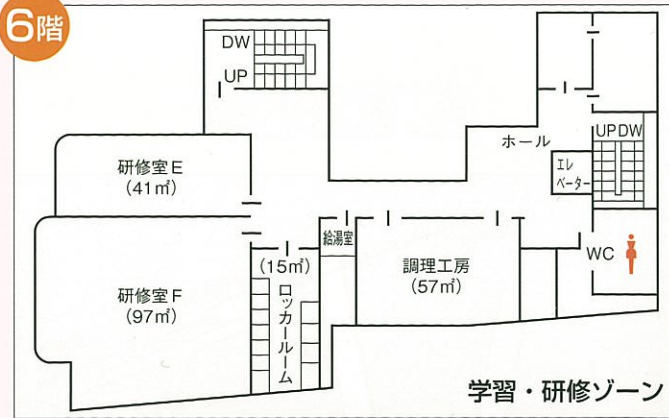 6階
DW
UP
研修室E
(41㎡)
研修室F
(97㎡)
(15㎡)
ロッカールーム
給湯室
調理工房
(57㎡)
ホール
エレ
ベーター
UP DW
WC
学習・研修ゾーン